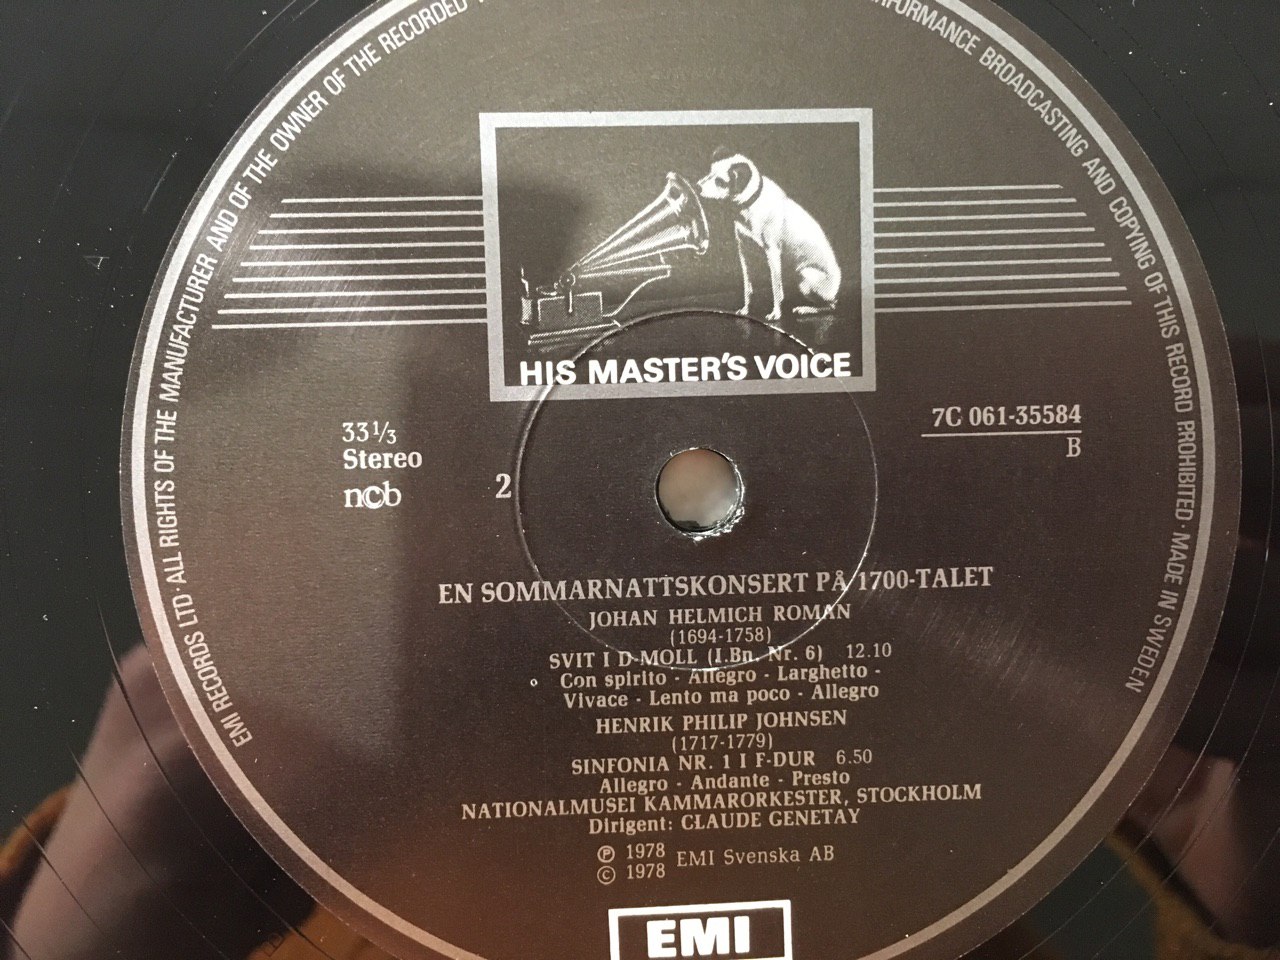 EMI RECORDS LTD · ALL RIGHTS OF THE MANUFACTURER AND OF THE OWNER OF THE RECORDED
PERFORMANCE BROADCASTING AND COPYING OF THIS RECORD PROHIBITED · MADE IN SWEDEN
HIS MASTER'S VOICE
33 1/3
Stereo
ncb
2
7C 061-35584
B
EN SOMMARNATTSKONSERT PÅ 1700-TALET
JOHAN HELMICH ROMAN
(1694-1758)
SVIT I D-MOLL (I.Bn. Nr. 6) 12.10
Con spirito - Allegro - Larghetto -
Vivace - Lento ma poco - Allegro
HENRIK PHILIP JOHNSEN
(1717-1779)
SINFONIA NR. 1 I F-DUR 6.50
Allegro - Andante - Presto
NATIONALMUSEI KAMMARORKESTER, STOCKHOLM
Dirigent: CLAUDE GENETAY
℗ 1978 EMI Svenska AB
© 1978
EMI